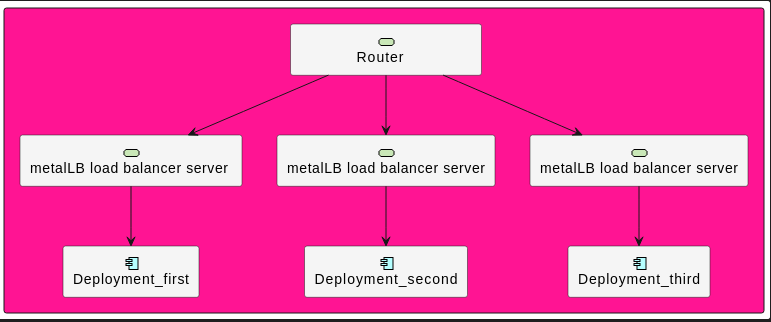 Router
metalLB load balancer server
metalLB load balancer server
metalLB load balancer server
Deployment_first
Deployment_second
Deployment_third